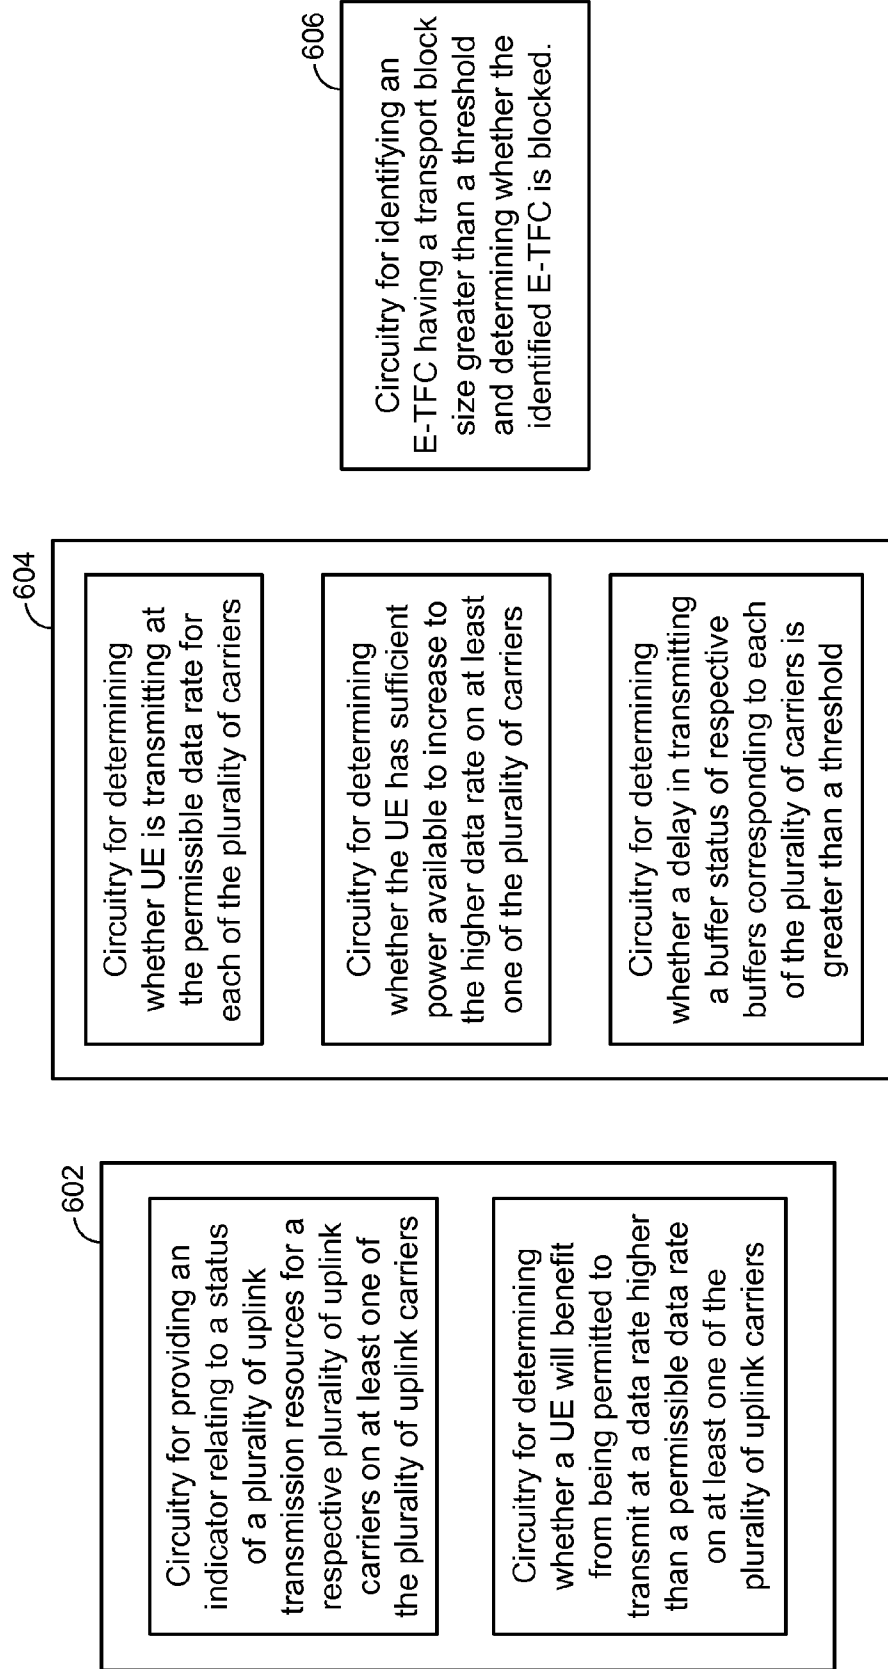 602
Circuitry for providing an
indicator relating to a status
of a plurality of uplink
transmission resources for a
respective plurality of uplink
carriers on at least one of
the plurality of uplink carriers
Circuitry for determining
whether a UE will benefit
from being permitted to
transmit at a data rate higher
than a permissible data rate
on at least one of the
plurality of uplink carriers
604
Circuitry for determining
whether UE is transmitting at
the permissible data rate for
each of the plurality of carriers
Circuitry for determining
whether the UE has sufficient
power available to increase to
the higher data rate on at least
one of the plurality of carriers
Circuitry for determining
whether a delay in transmitting
a buffer status of respective
buffers corresponding to each
of the plurality of carriers is
greater than a threshold
606
Circuitry for identifying an
E-TFC having a transport block
size greater than a threshold
and determining whether the
identified E-TFC is blocked.